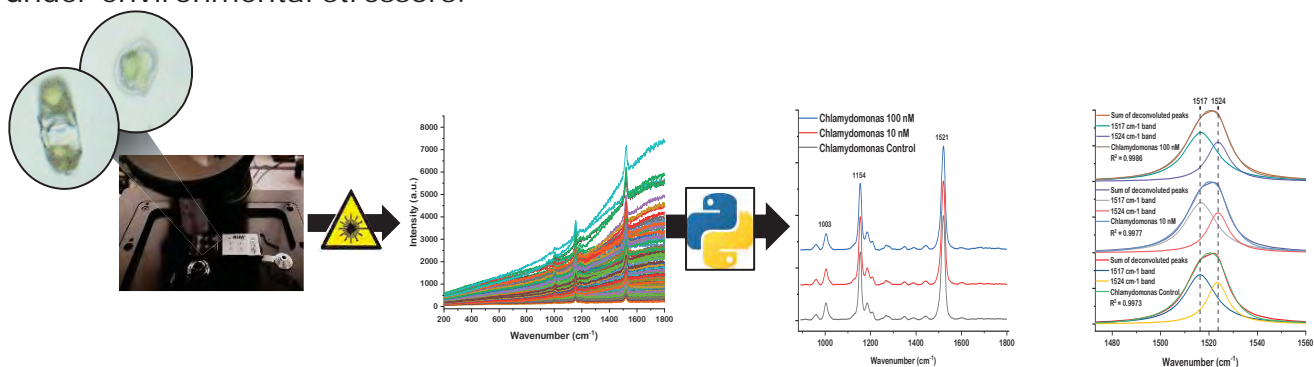 under environmental stressors.
8000
7000
6000
5000
4000
3000
2000
1000
0
Intensity (a.u.)
200 400 600 800 1000 1200 1400 1600 1800
Wavenumber (cm-1)
Chlamydomonas 100 nM
Chlamydomonas 10 nM
Chlamydomonas Control
1003
1154
1521
1000 1200 1400 1600 1800
Wavenumber (cm-1)
1517 1524
Sum of deconvoluted peaks
1517 cm-1 band
1524 cm-1 band
Chlamydomonas 100 nM
R² = 0.9986
Sum of deconvoluted peaks
1517 cm-1 band
1524 cm-1 band
Chlamydomonas 10 nM
R² = 0.9977
Sum of deconvoluted peaks
1517 cm-1 band
1524 cm-1 band
Chlamydomonas Control
R² = 0.9973
1480 1500 1520 1540 1560
Wavenumber (cm-1)